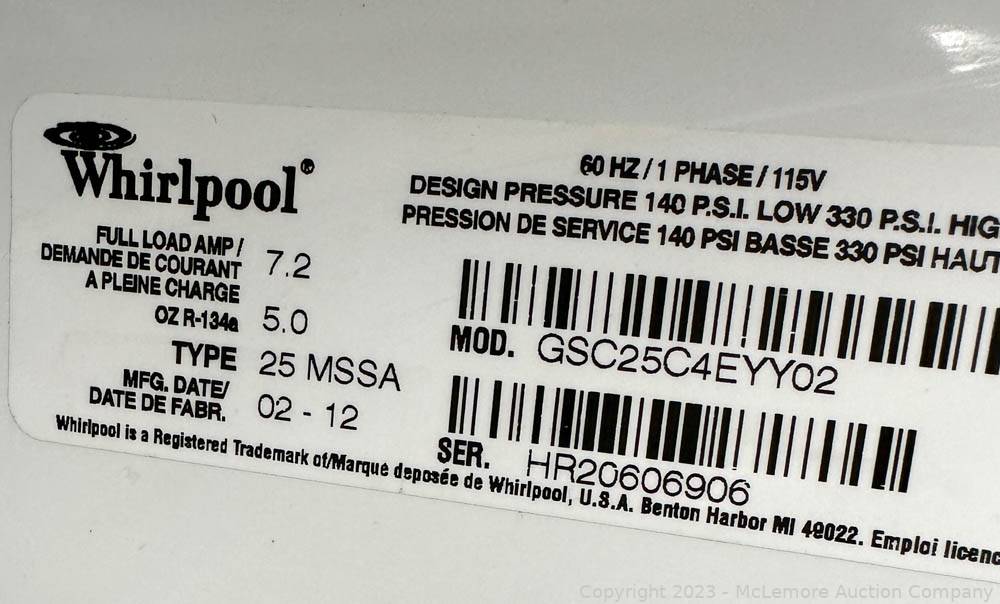 Whirlpool®
FULL LOAD AMP /
DEMANDE DE COURANT
A PLEINE CHARGE
7.2
OZ R-134a 5.0
TYPE 25 MSSA
MFG. DATE/
DATE DE FABR.
02 - 12
60 HZ / 1 PHASE / 115V
DESIGN PRESSURE 140 P.S.I. LOW 330 P.S.I. HIG
PRESSION DE SERVICE 140 PSI BASSE 330 PSI HAUT
MOD. GSC25C4EYY02
SER. HR20606906
Whirlpool is a Registered Trademark of/Marque deposée de Whirlpool, U.S.A. Benton Harbor MI 49022. Emploi licenc
Copyright 2023 - McLemore Auction Company